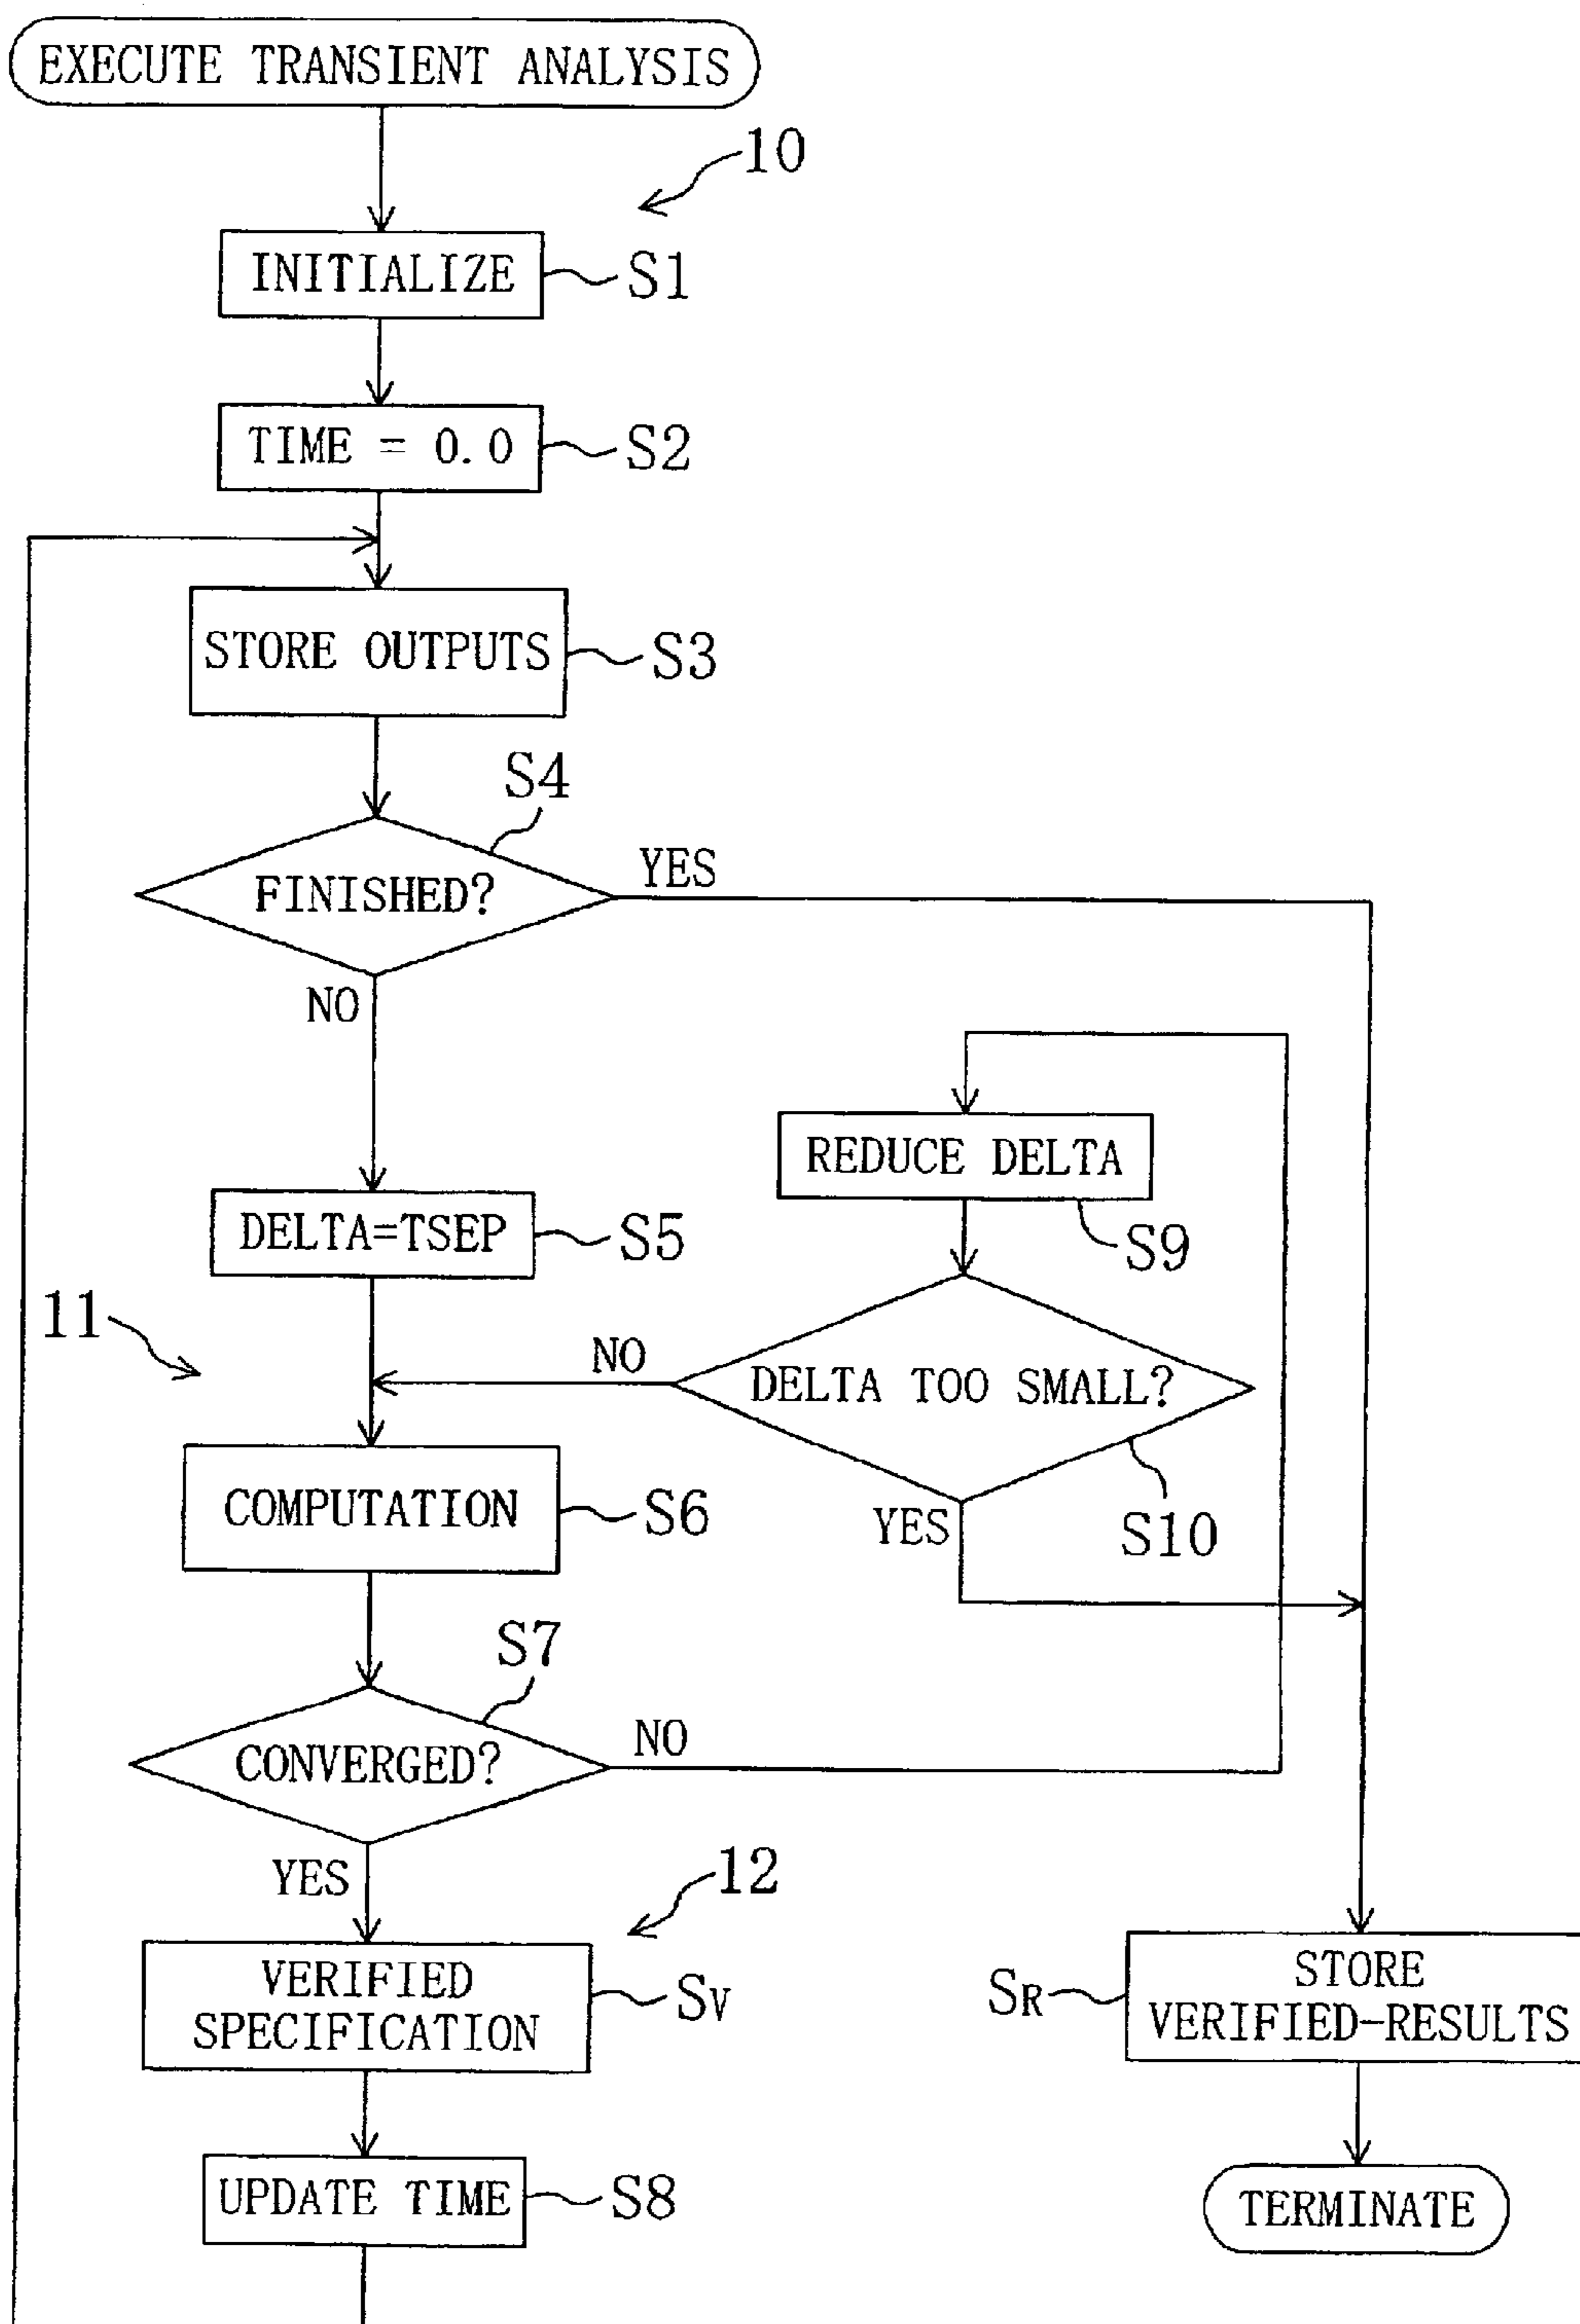 EXECUTE TRANSIENT ANALYSIS
10
INITIALIZE
S1
TIME = 0.0
S2
STORE OUTPUTS
S3
S4
FINISHED?
YES
NO
REDUCE DELTA
S9
DELTA=TSEP
S5
11
NO
DELTA TOO SMALL?
YES
S10
COMPUTATION
S6
S7
CONVERGED?
NO
YES
12
VERIFIED
SPECIFICATION
SV
SR
STORE
VERIFIED-RESULTS
UPDATE TIME
S8
TERMINATE